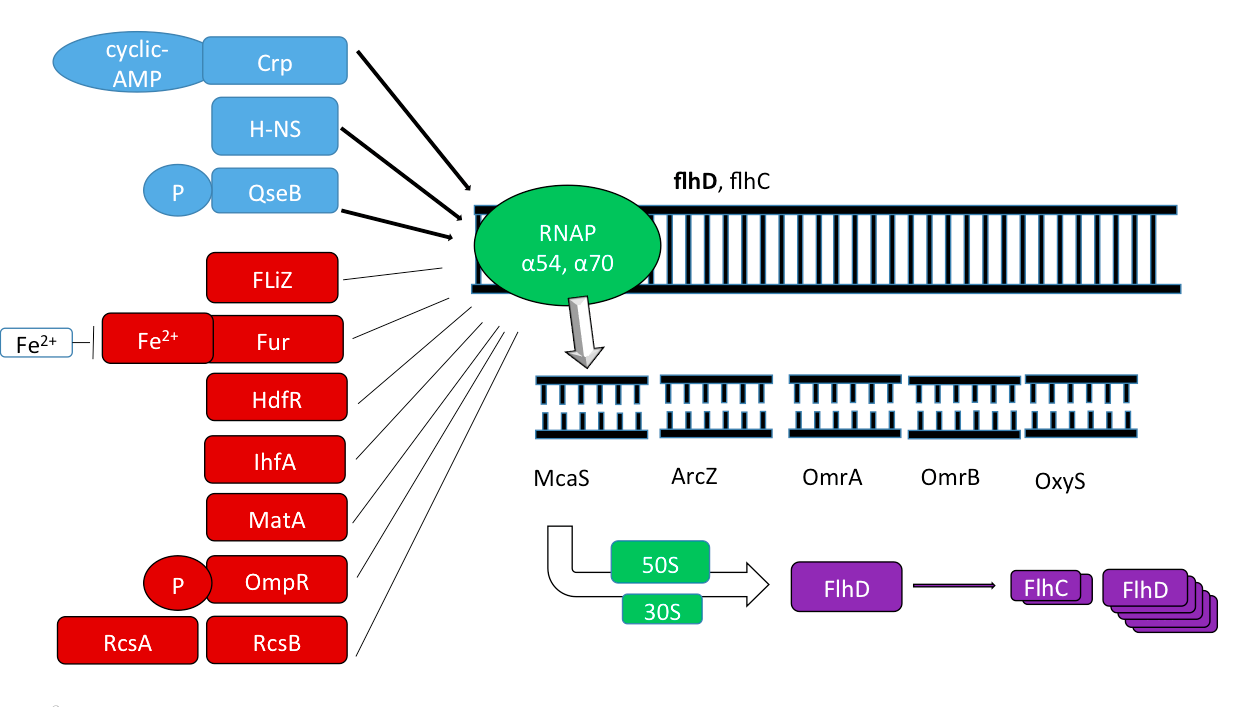 cyclic-
AMP
Crp
H-NS
P
QseB
FLiZ
Fe²⁺
Fe²⁺
Fur
HdfR
IhfA
MatA
P
OmpR
RcsA
RcsB
flhD, flhC
RNAP
α54, α70
McaS
ArcZ
OmrA
OmrB
OxyS
50S
30S
FlhD
FlhC
FlhD